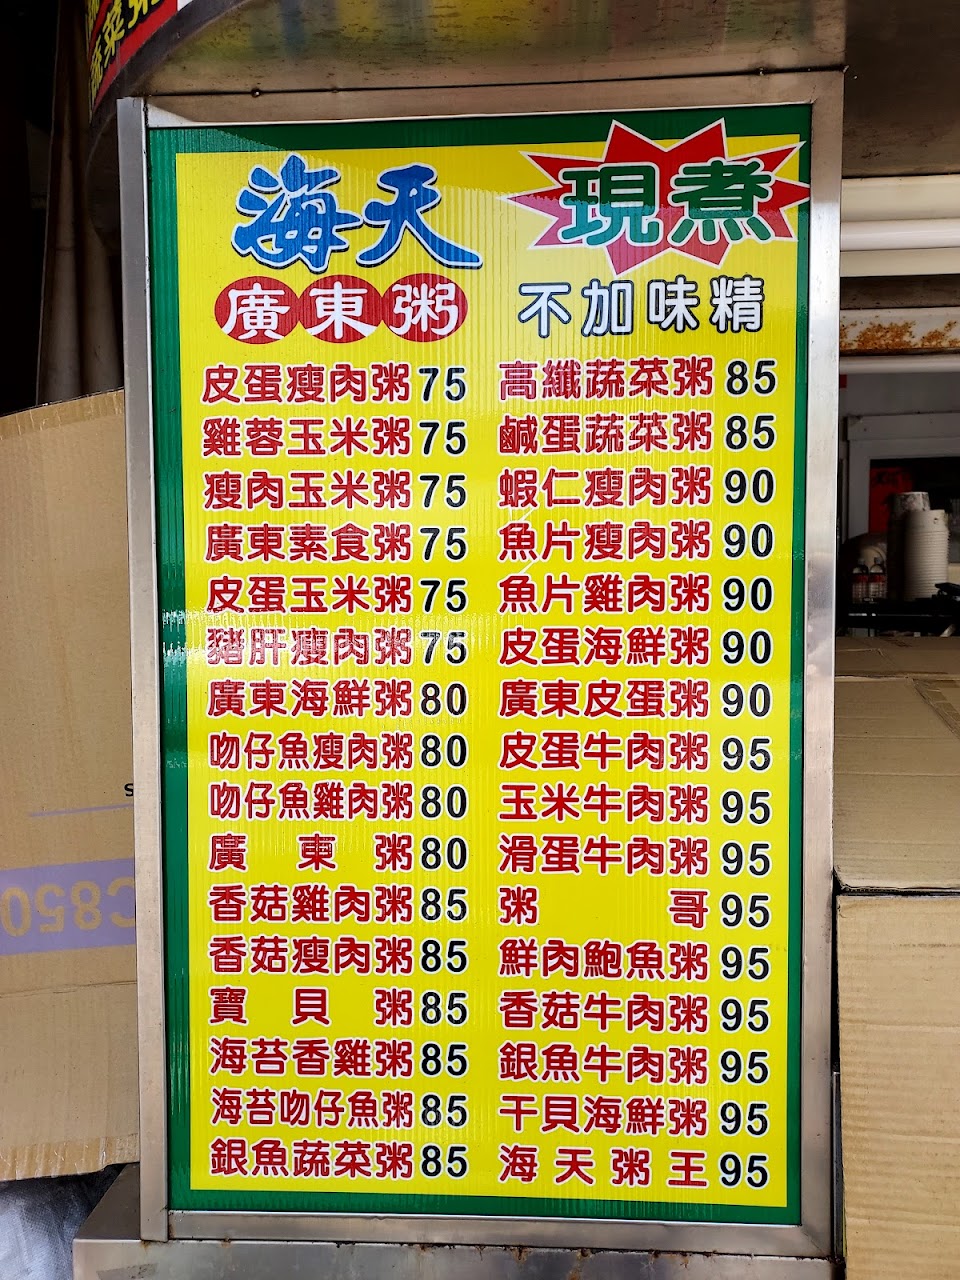 蔬菜粥
海天
廣東粥
現煮
不加味精
皮蛋瘦肉粥 75
雞蓉玉米粥 75
瘦肉玉米粥 75
廣東素食粥 75
皮蛋玉米粥 75
豬肝瘦肉粥 75
廣東海鮮粥 80
吻仔魚瘦肉粥 80
吻仔魚雞肉粥 80
廣東粥 80
香菇雞肉粥 85
香菇瘦肉粥 85
寶貝粥 85
海苔香雞粥 85
海苔吻仔魚粥 85
銀魚蔬菜粥 85
高纖蔬菜粥 85
鹹蛋蔬菜粥 85
蝦仁瘦肉粥 90
魚片瘦肉粥 90
魚片雞肉粥 90
皮蛋海鮮粥 90
廣東皮蛋粥 90
皮蛋牛肉粥 95
玉米牛肉粥 95
滑蛋牛肉粥 95
粥哥 95
鮮肉鮑魚粥 95
香菇牛肉粥 95
銀魚牛肉粥 95
干貝海鮮粥 95
海天粥王 95
C850